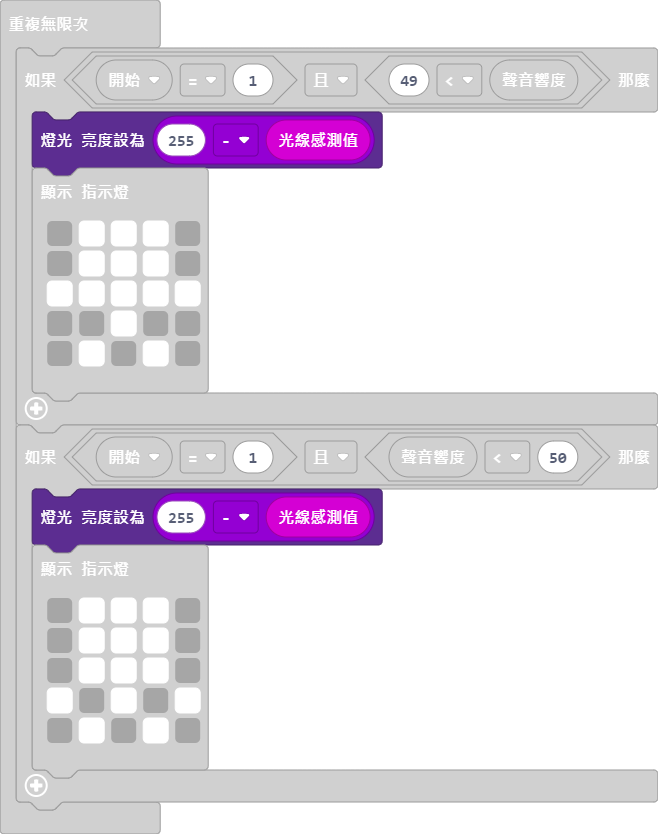 重複無限次
如果 開始 = 1 且 49 < 聲音響度 那麼
燈光 亮度設為 255 - 光線感測值
顯示 指示燈
如果 開始 = 1 且 聲音響度 < 50 那麼
燈光 亮度設為 255 - 光線感測值
顯示 指示燈